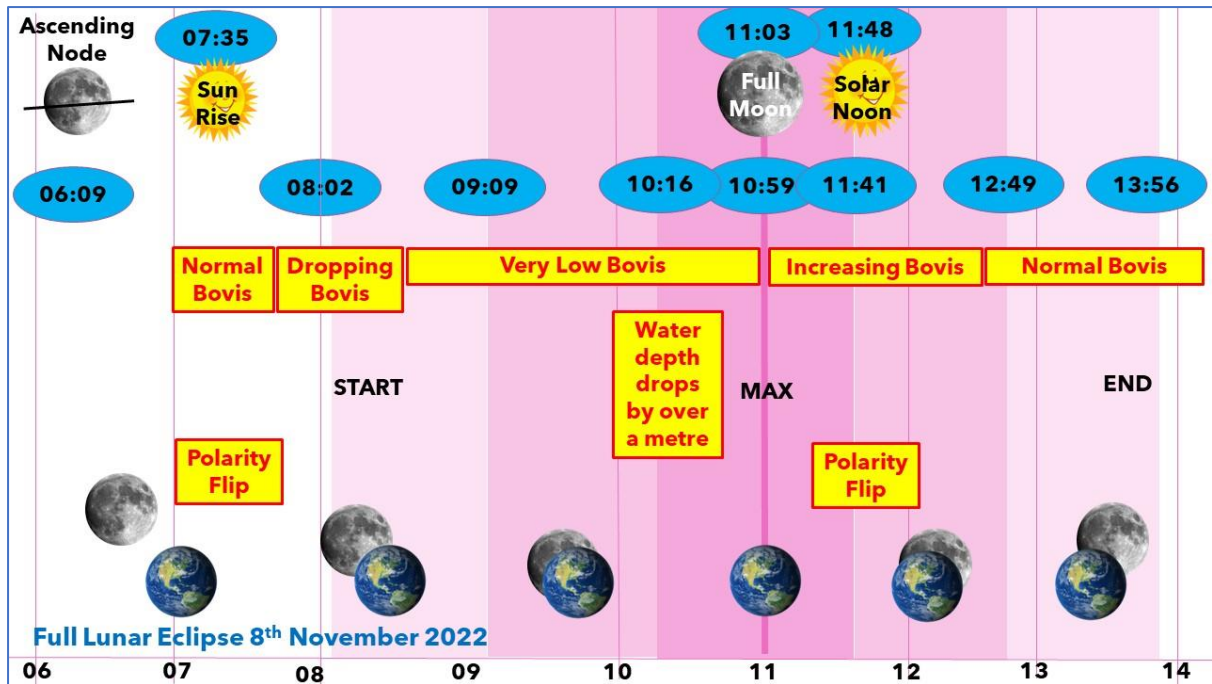 Ascending
Node
07:35
11:03
11:48
Sun
Rise
Full
Moon
Solar
Noon
06:09
08:02
09:09
10:16
10:59
11:41
12:49
13:56
Normal
Bovis
Dropping
Bovis
Very Low Bovis
Increasing Bovis
Normal Bovis
Water
depth
drops
by over
a metre
START
MAX
END
Polarity
Flip
Polarity
Flip
Full Lunar Eclipse 8th November 2022
06
07
08
09
10
11
12
13
14